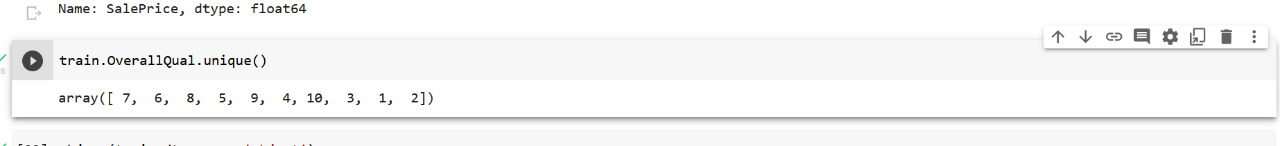 Name: SalePrice, dtype: float64
train.OverallQual.unique()
array([ 7,  6,  8,  5,  9,  4, 10,  3,  1,  2])